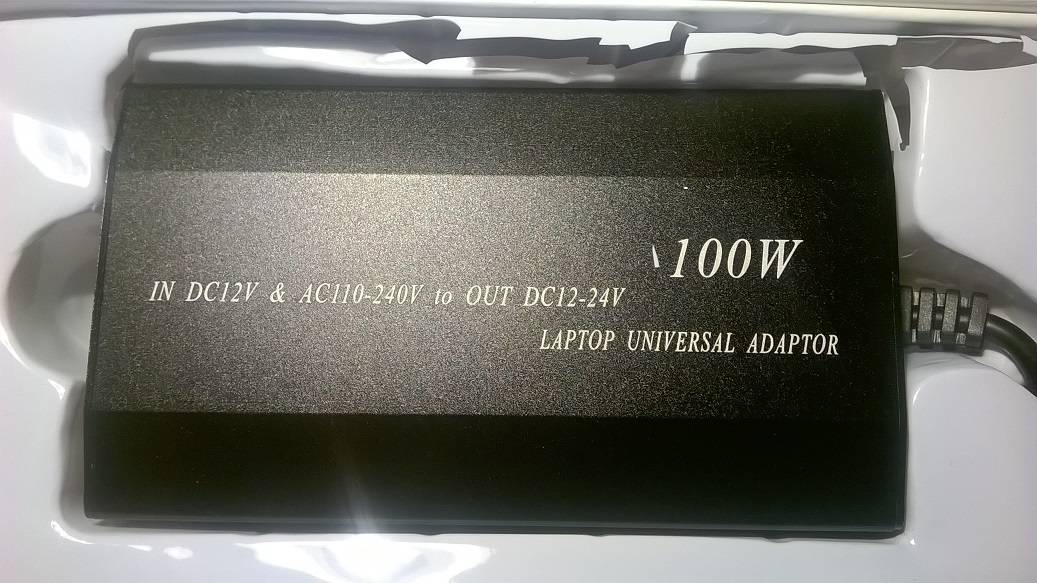 100W
IN DC12V & AC110-240V to OUT DC12-24V
LAPTOP UNIVERSAL ADAPTOR